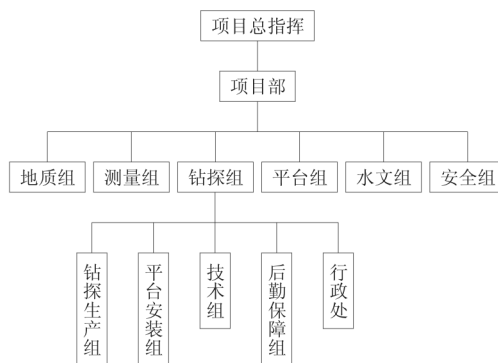 项目总指挥
项目部
地质组
测量组
钻探组
平台组
水文组
安全组
钻探生产组
平台安装组
技术组
后勤保障组
行政处